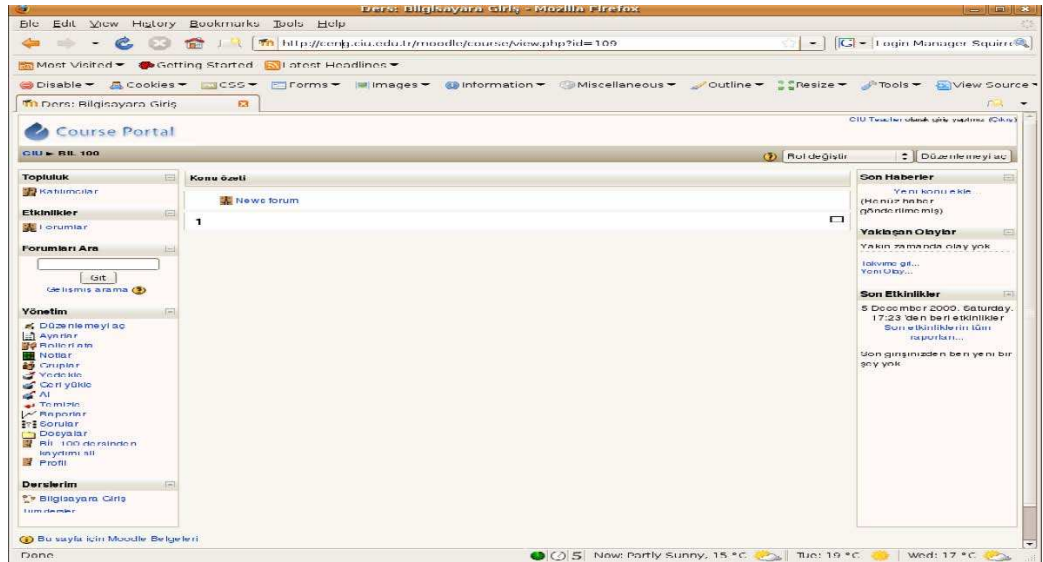 Ders: Bilgisayara Giriş - Mozilla Firefox
File Edit View History Bookmarks Tools Help
http://ceng.ciu.edu.tr/moodle/course/view.php?id=109
Login Manager Squirre
Most Visited Getting Started Latest Headlines
Disable Cookies CSS Forms Images Information Miscellaneous Outline Resize Tools View Source
Ders: Bilgisayara Giriş
Course Portal
CIU Teacher olarak giriş yaptınız (Çıkış)
CIU ► BIL 100
Rol değiştir
Düzenlemeyi aç
Topluluk
Katılımcılar
Etkinlikler
Forumlar
Forumları Ara
Git
Gelişmiş arama
Yönetim
Düzenlemeyi aç
Ayarlar
Rolleri ata
Notlar
Gruplar
Yedekle
Geri yükle
Al
Temizle
Raporlar
Sorular
Dosyalar
BIL 100 dersinden
kaydımı sil
Profil
Derslerim
Bilgisayara Giriş
Tüm dersler
Konu özeti
News forum
1
Son Haberler
Yeni konu ekle...
(Henüz haber
gönderilmemiş)
Yaklaşan Olaylar
Yakın zamanda olay yok
Takvime git...
Yeni Olay...
Son Etkinlikler
5 December 2009, Saturday,
17:23 'den beri etkinlikler
Son etkinliklerin tüm
raporları...
Son girişinizden beri yeni bir
şey yok
Bu sayfa için Moodle Belgeleri
Done
5 Now: Partly Sunny, 15 °C Tue: 19 °C Wed: 17 °C